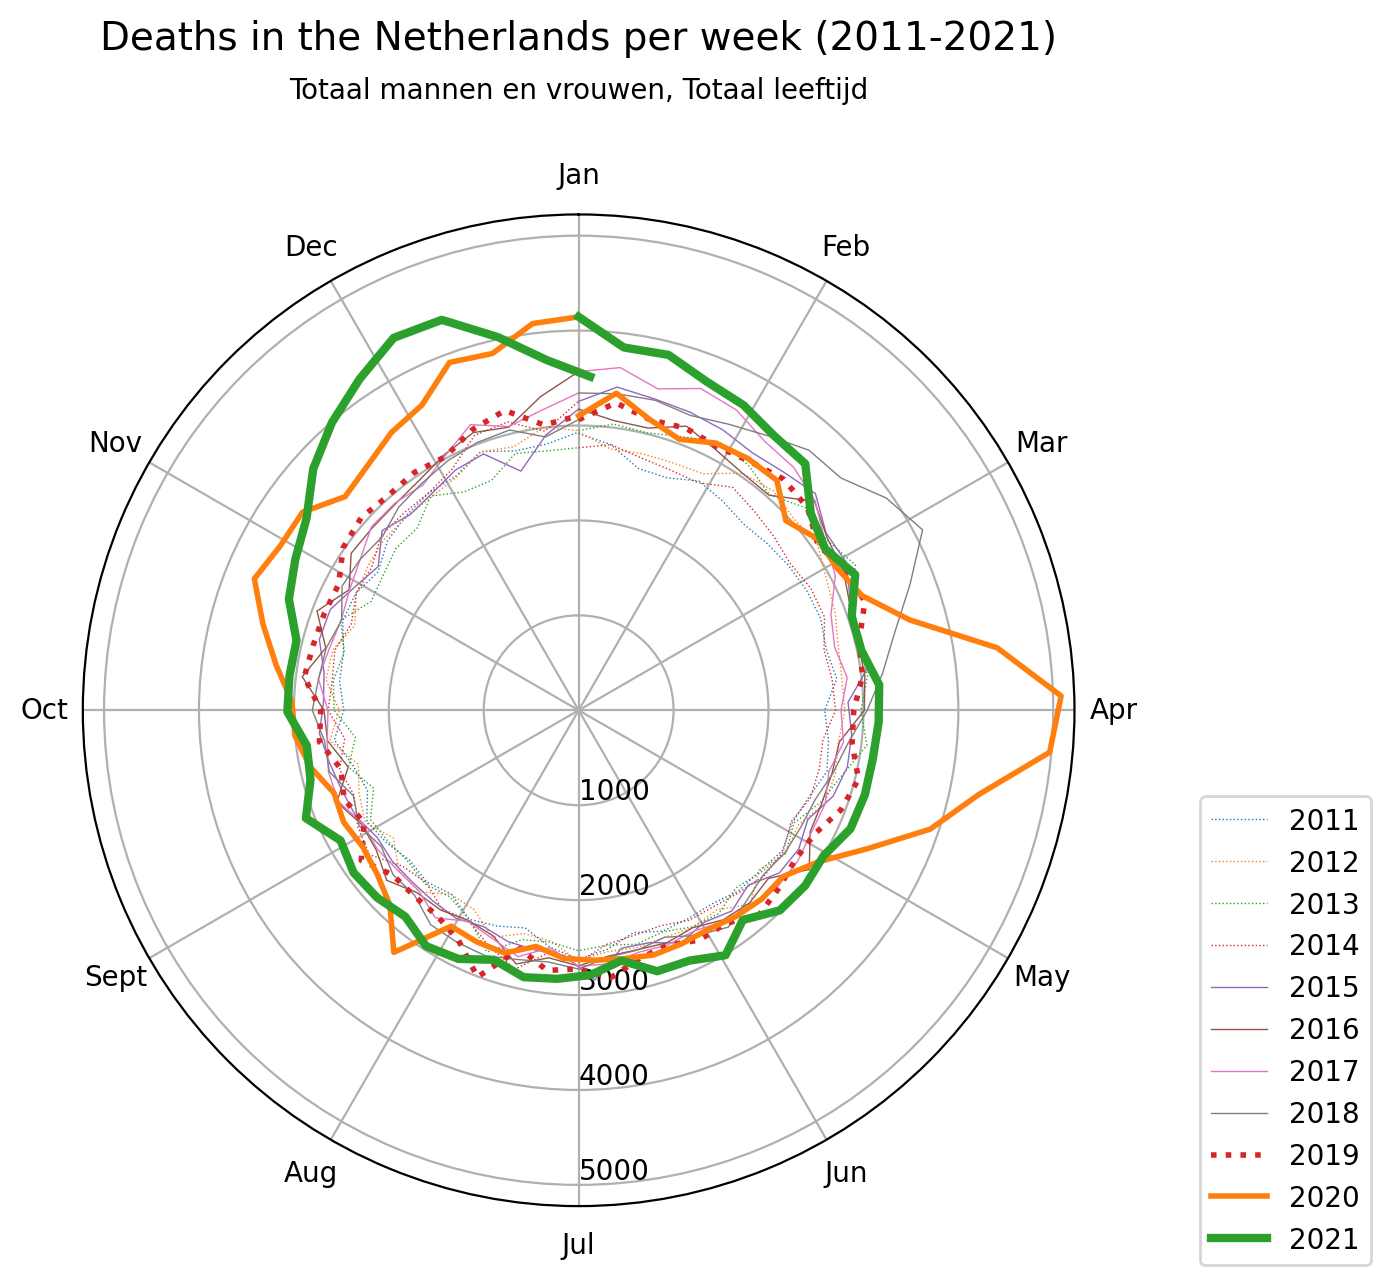 Deaths in the Netherlands per week (2011-2021)
Totaal mannen en vrouwen, Totaal leeftijd
Jan
Dec
Feb
Nov
Mar
Oct
Apr
1000
2000
3000
4000
5000
Sept
May
Aug
Jun
Jul
2011
2012
2013
2014
2015
2016
2017
2018
2019
2020
2021